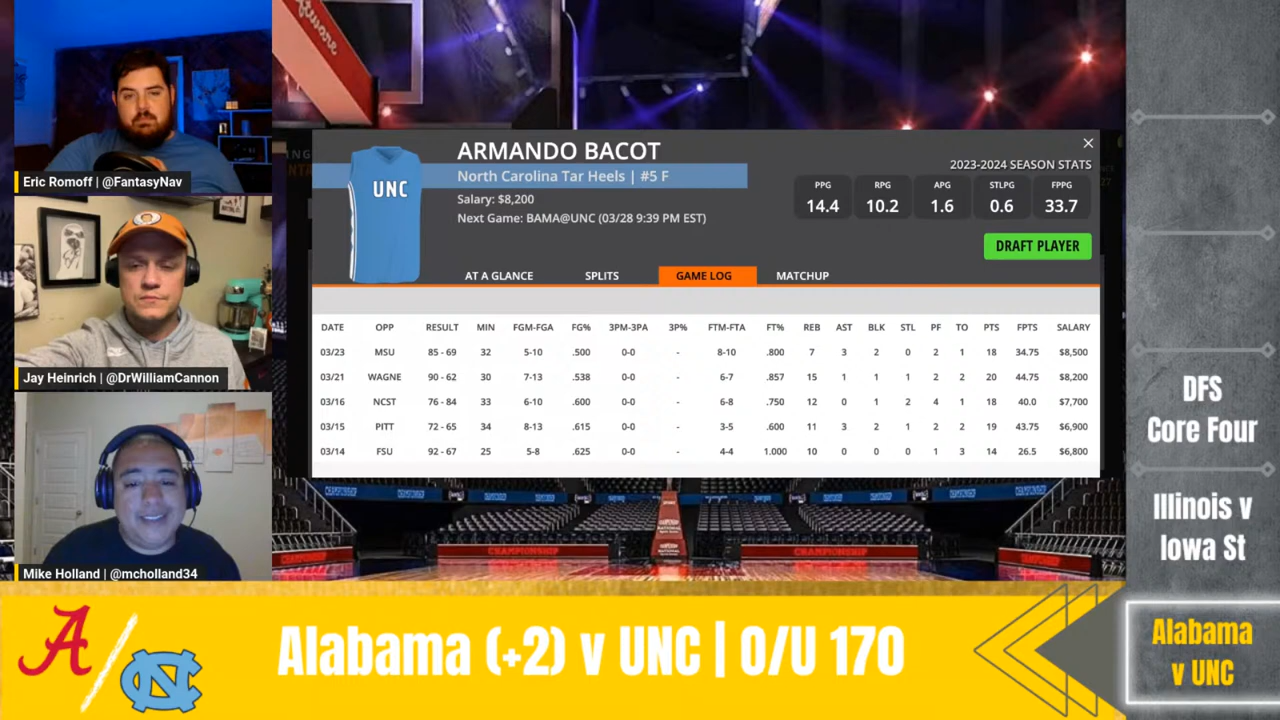 Eric Romoff | @FantasyNav
Jay Heinrich | @DrWilliamCannon
Mike Holland | @mcholland34
ARMANDO BACOT
North Carolina Tar Heels | #5 F
Salary: $8,200
Next Game: BAMA@UNC (03/28 9:39 PM EST)
UNC
2023-2024 SEASON STATS
PPG RPG APG STLPG FPPG
14.4 10.2 1.6 0.6 33.7
DRAFT PLAYER
AT A GLANCE SPLITS GAME LOG MATCHUP
DATE OPP RESULT MIN FGM-FGA FG% 3PM-3PA 3P% FTM-FTA FT% REB AST BLK STL PF TO PTS FPTS SALARY
03/23 MSU 85 - 69 32 5-10 .500 0-0 - 8-10 .800 7 3 2 0 2 1 18 34.75 $8,500
03/21 WAGNE 90 - 62 30 7-13 .538 0-0 - 6-7 .857 15 1 1 1 2 2 20 44.75 $8,200
03/16 NCST 76 - 84 33 6-10 .600 0-0 - 6-8 .750 12 0 1 2 4 1 18 40.0 $7,700
03/15 PITT 72 - 65 34 8-13 .615 0-0 - 3-5 .600 11 3 2 1 2 2 19 43.75 $6,900
03/14 FSU 92 - 67 25 5-8 .625 0-0 - 4-4 1.000 10 0 0 0 1 3 14 26.5 $6,800
CHAMPIONSHIP
CHAMPIONSHIP
DFS
Core Four
Illinois v
Iowa St
Alabama
v UNC
A
NC
Alabama (+2) v UNC | O/U 170